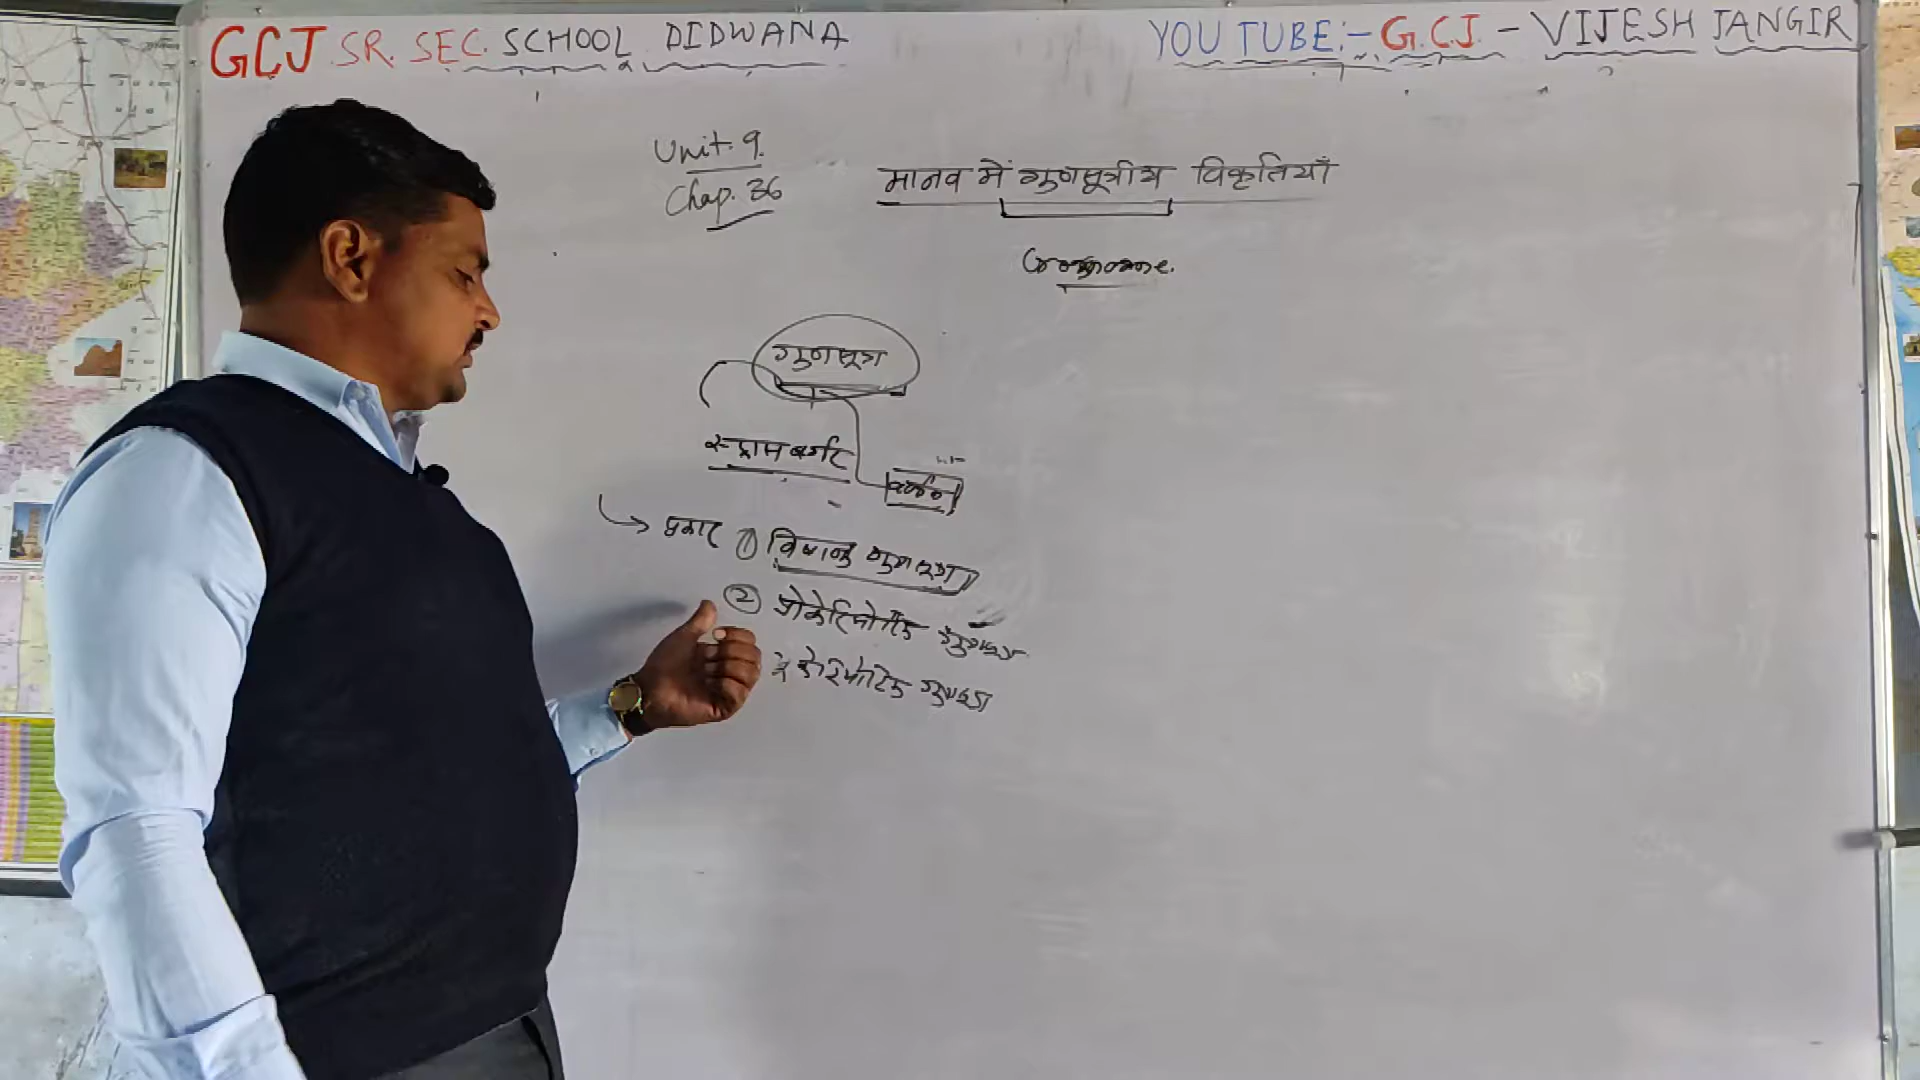 GCJ SR. SEC. SCHOOL DIDWANA
YOU TUBE:- G.C.J. - VIJESH JANGIR
Unit. 9.
Chap. 36
मानव में गुणसूत्रीय विकृतियाँ
गुणसूत्र
प्रकार ① विषाणु गुणसूत्र
② प्रोकेरियोटिक गुणसूत्र
यूकेरियोटिक गुणसूत्र